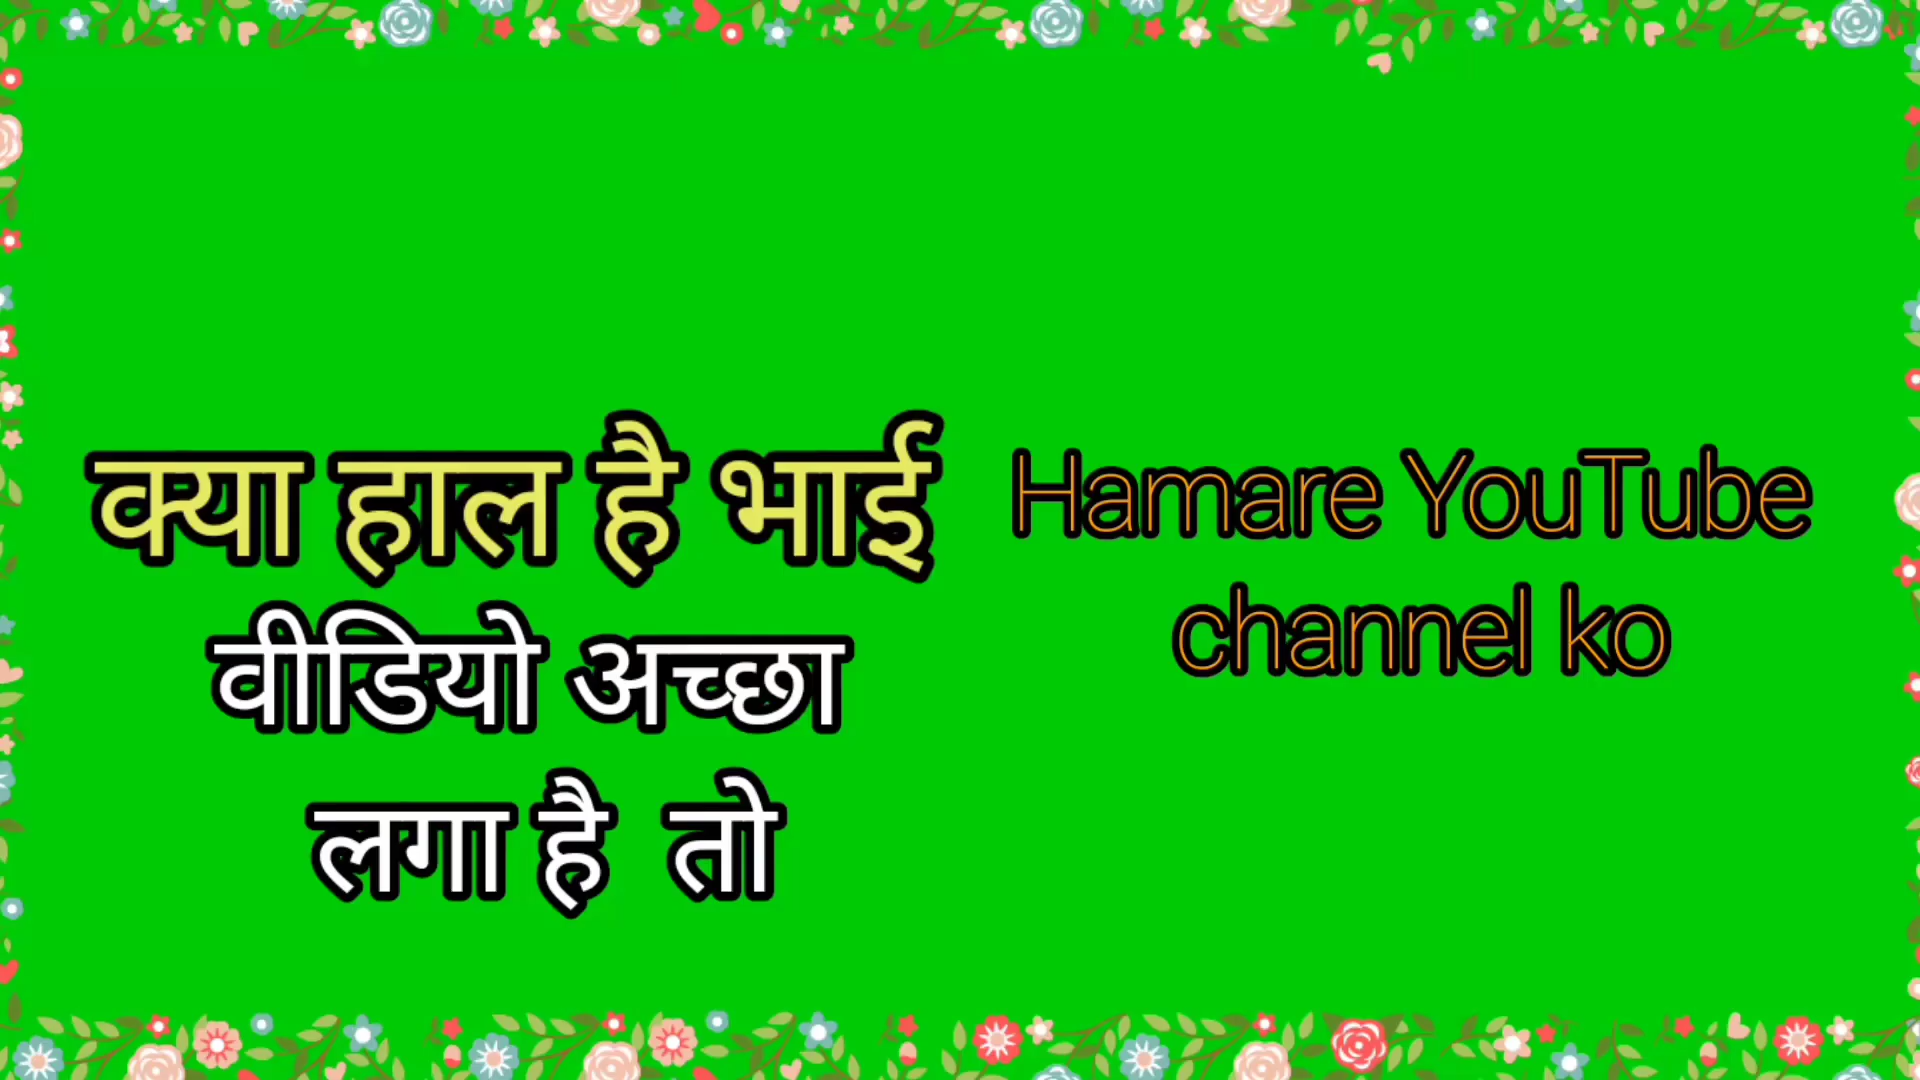 क्या हाल है भाई
वीडियो अच्छा
लगा है तो
Hamare YouTube
channel ko